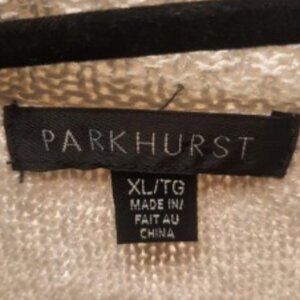 PARKHURST
XL/TG
MADE IN/
FAIT AU
CHINA